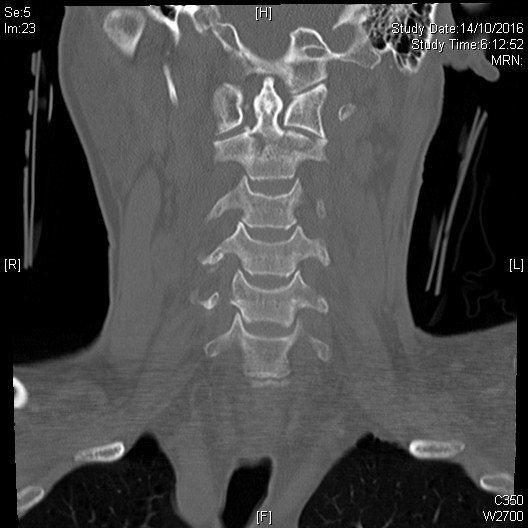 Se:5
Im:23
[H]
Study Date:14/10/2016
Study Time:6:12:52
MRN:
[R]
[L]
[F]
C350
W2700